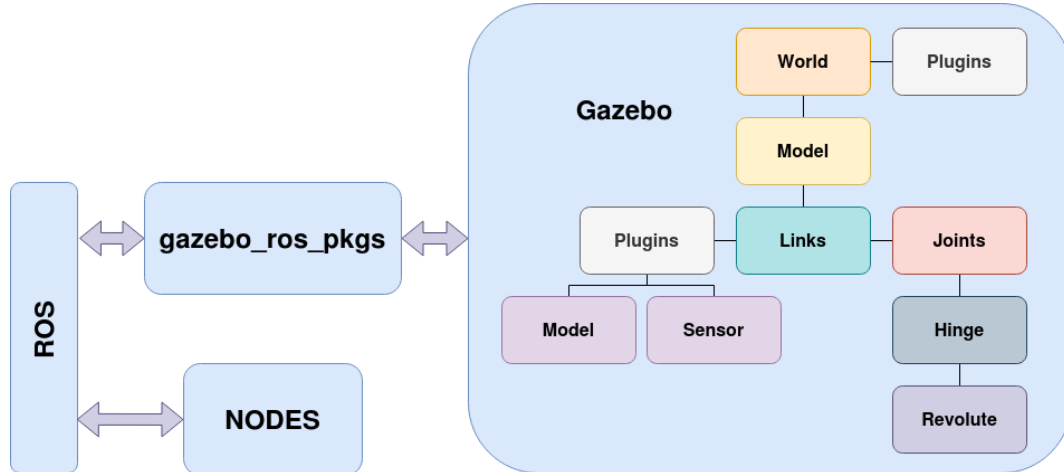 World
Plugins
Gazebo
Model
ROS
gazebo_ros_pkgs
Plugins
Links
Joints
Model
Sensor
Hinge
NODES
Revolute